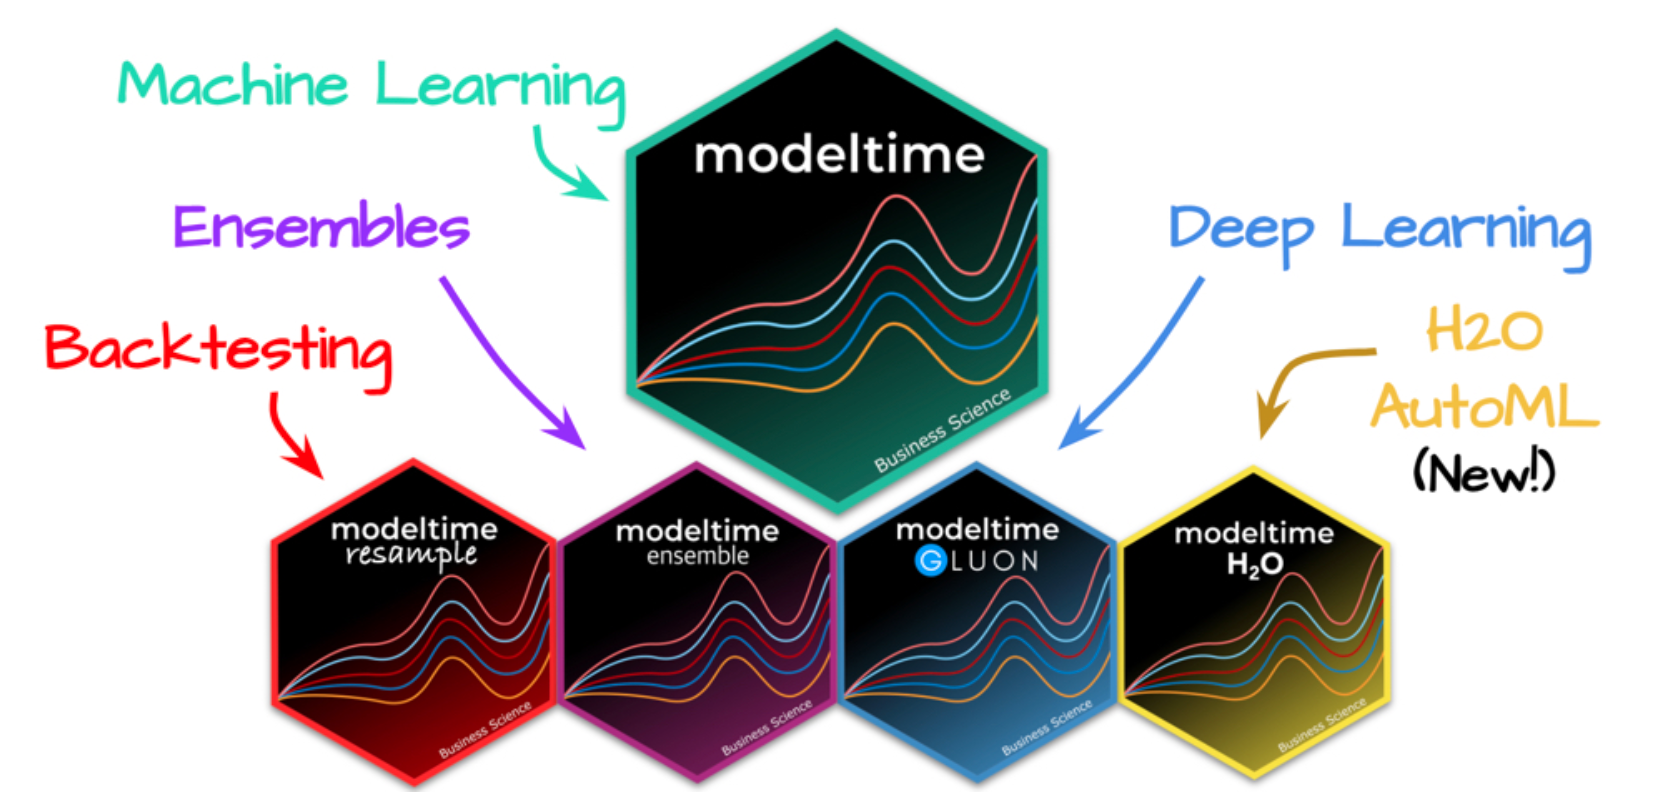 Machine Learning
modeltime
Ensembles
Deep Learning
Backtesting
H2O
AutoML
(New!)
Business Science
modeltime
resample
Business Science
modeltime
ensemble
Business Science
modeltime
GLUON
Business Science
modeltime
H₂O
Business Science